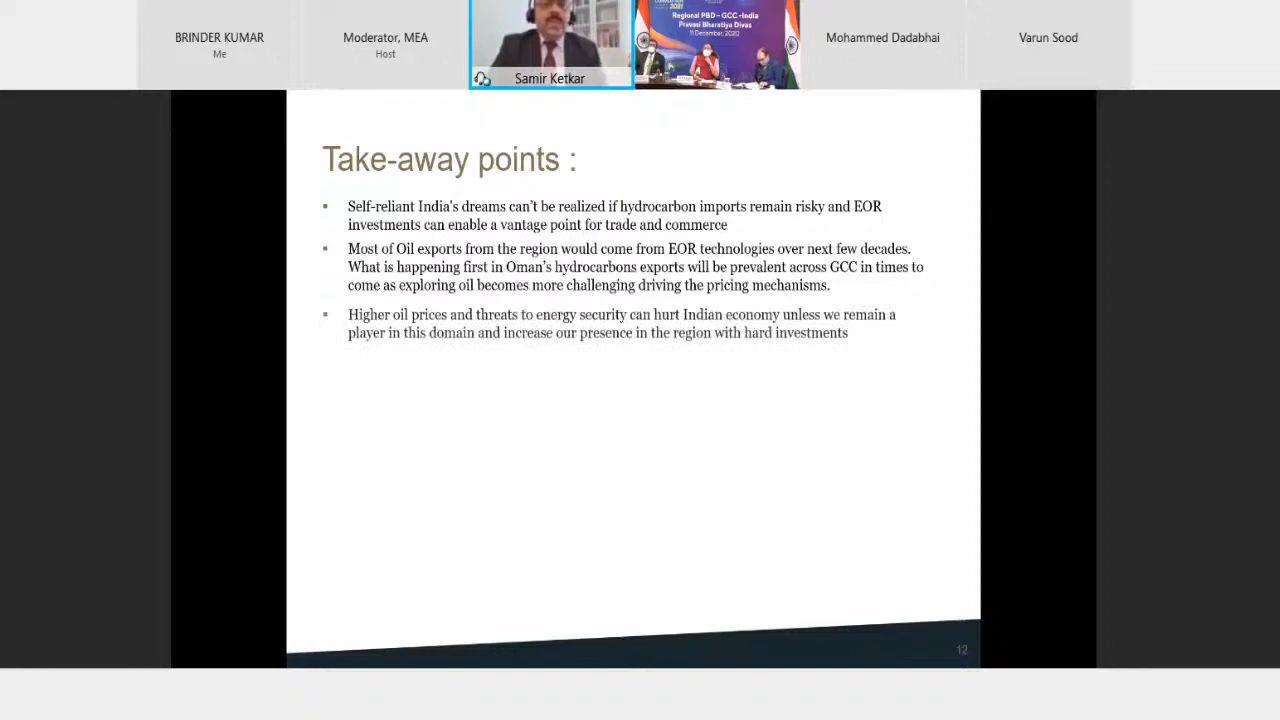 BRINDER KUMAR
Me
Moderator, MEA
Host
Samir Ketkar
2021
Regional PBD - GCC -India
Pravasi Bharatiya Divas
11 December, 2020
Mohammed Dadabhai
Varun Sood
Take-away points :
Self-reliant India's dreams can't be realized if hydrocarbon imports remain risky and EOR
investments can enable a vantage point for trade and commerce
Most of Oil exports from the region would come from EOR technologies over next few decades.
What is happening first in Oman's hydrocarbons exports will be prevalent across GCC in times to
come as exploring oil becomes more challenging driving the pricing mechanisms.
Higher oil prices and threats to energy security can hurt Indian economy unless we remain a
player in this domain and increase our presence in the region with hard investments
12